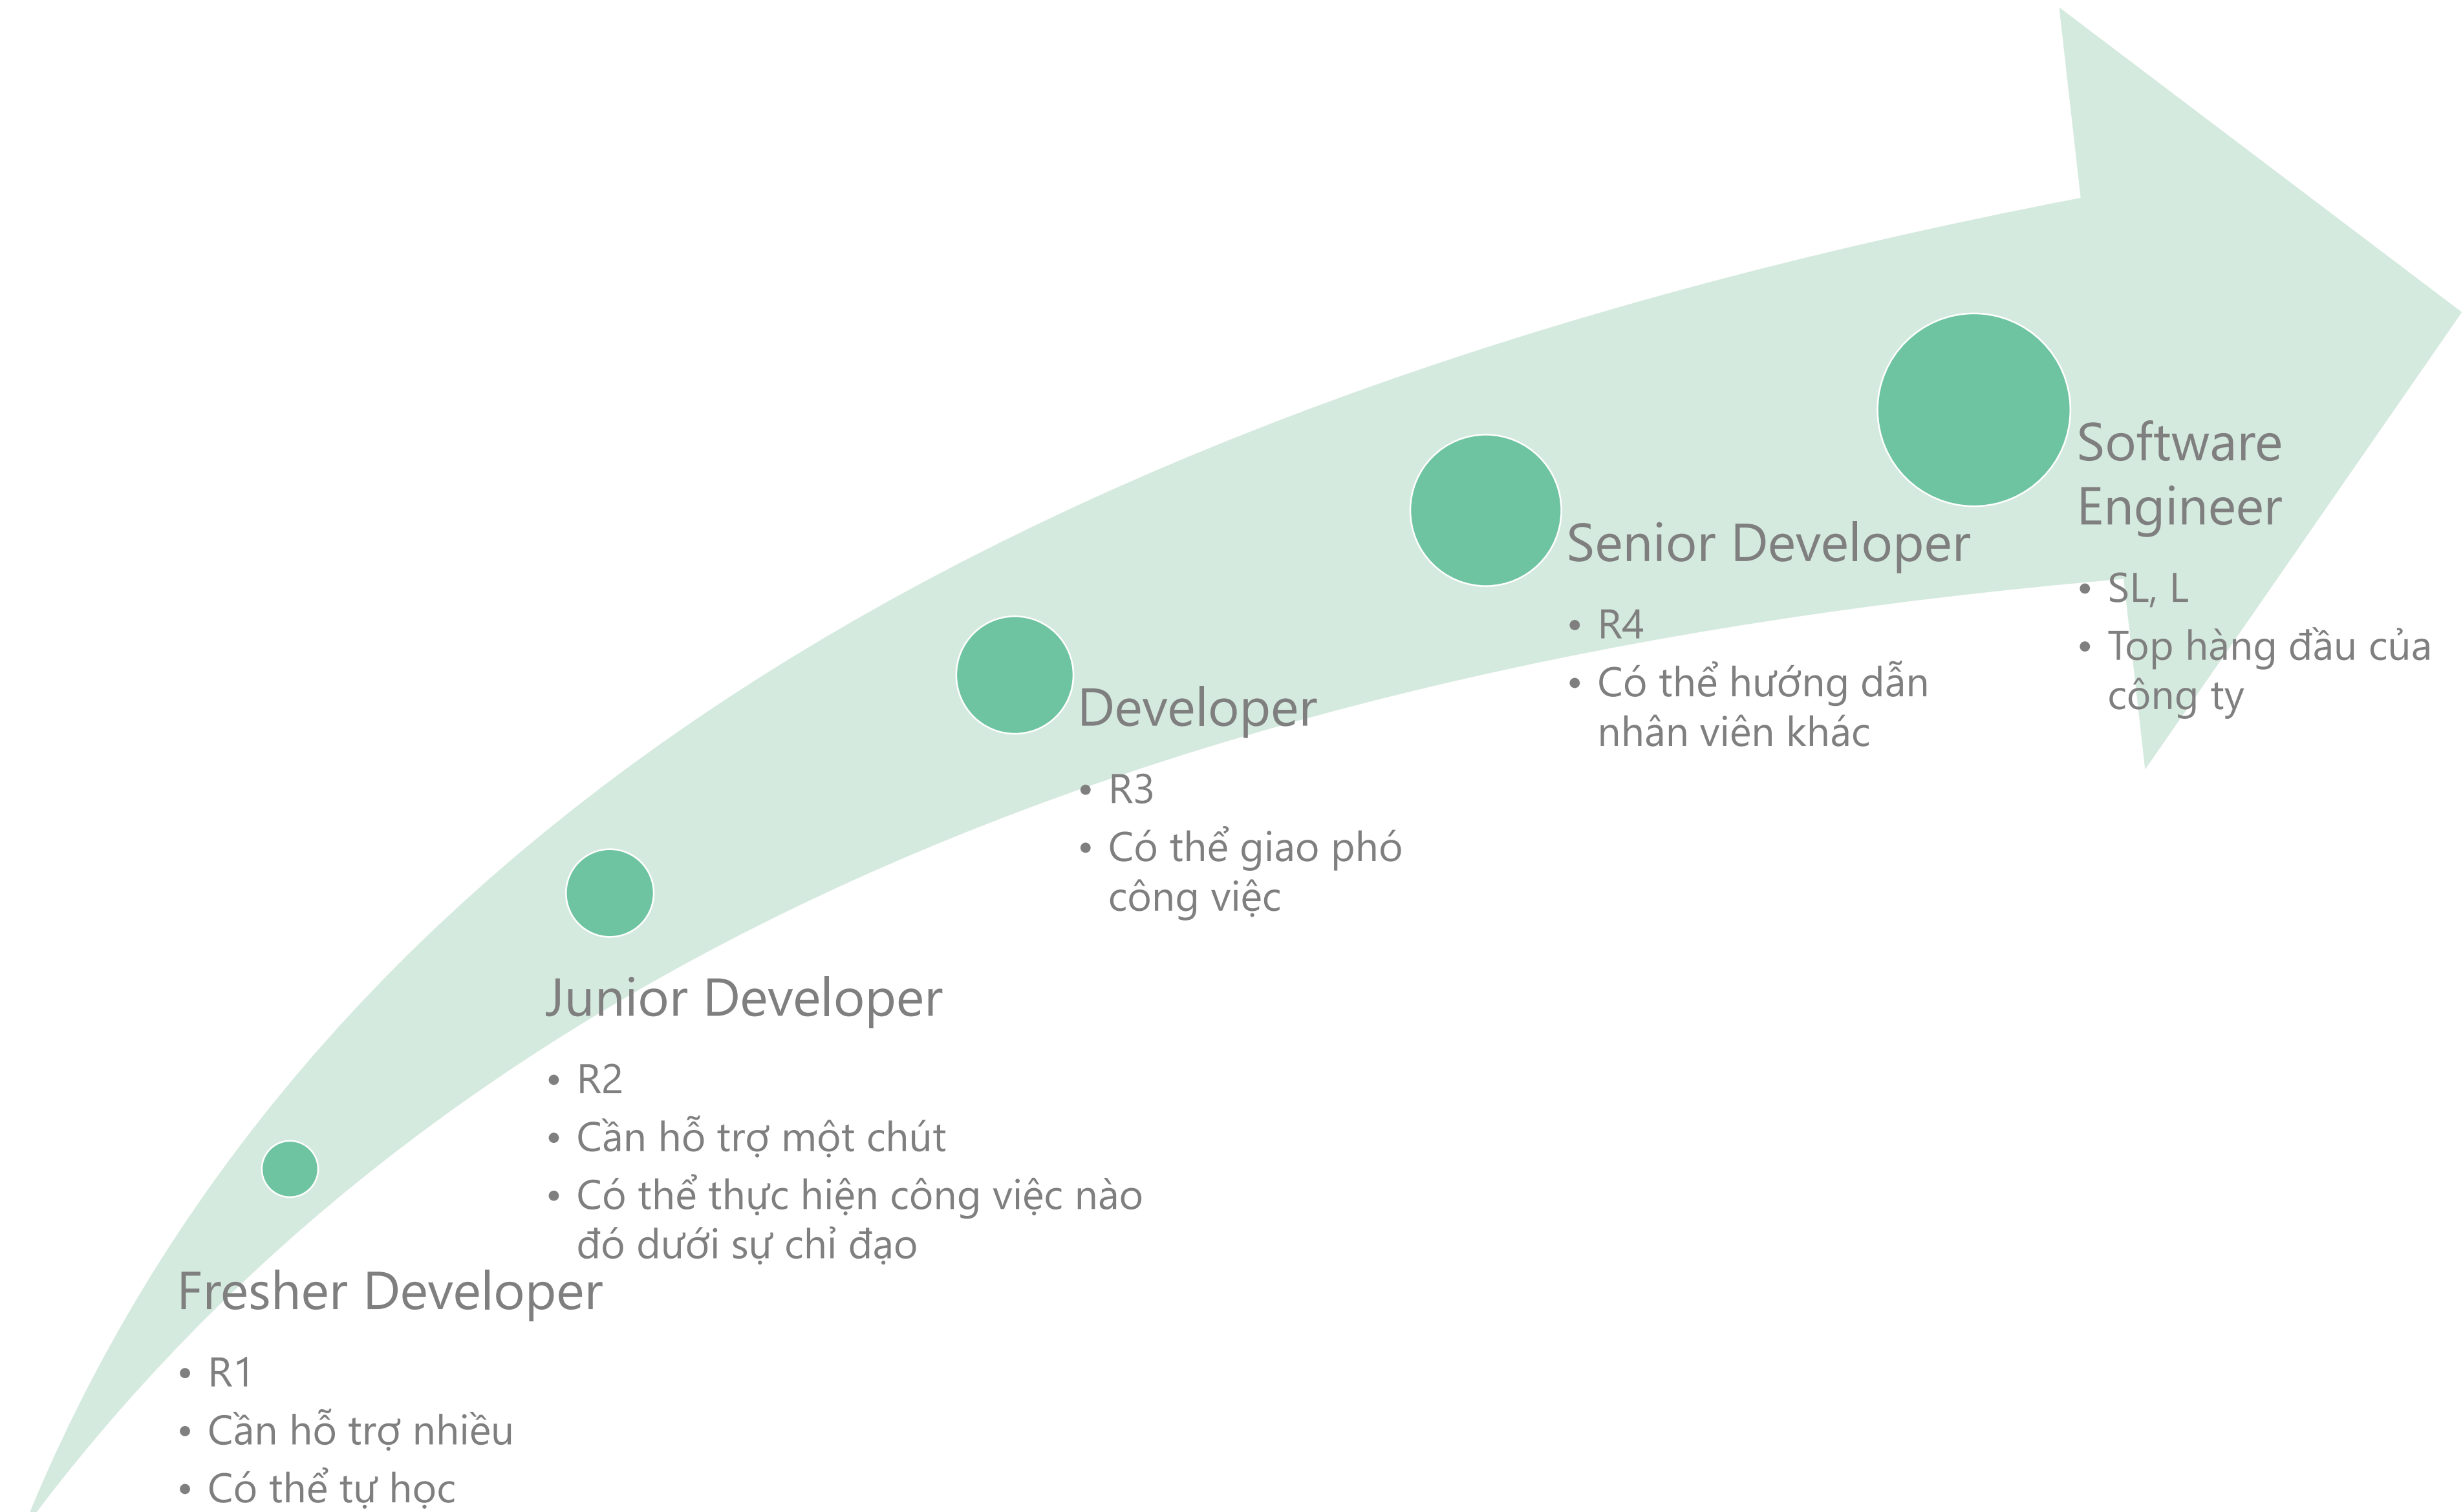 Software
Engineer
• SL, L
• Top hàng đầu của
công ty
Senior Developer
• R4
• Có thể hướng dẫn
nhân viên khác
Developer
• R3
• Có thể giao phó
công việc
Junior Developer
• R2
• Cần hỗ trợ một chút
• Có thể thực hiện công việc nào
đó dưới sự chỉ đạo
Fresher Developer
• R1
• Cần hỗ trợ nhiều
• Có thể tự học